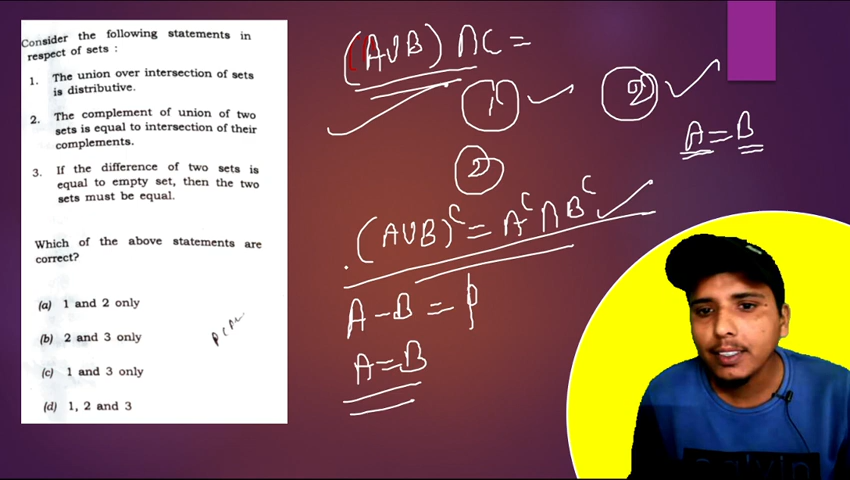 Consider the following statements in
respect of sets :
1. The union over intersection of sets
is distributive.
2. The complement of union of two
sets is equal to intersection of their
complements.
3. If the difference of two sets is
equal to empty set, then the two
sets must be equal.
Which of the above statements are
correct?
(a) 1 and 2 only
(b) 2 and 3 only
(c) 1 and 3 only
(d) 1, 2 and 3
(A∪B) ∩C =
1 2
A = B
2
(A∪B)ᶜ = Aᶜ ∩ Bᶜ
A - B = ϕ
A = B